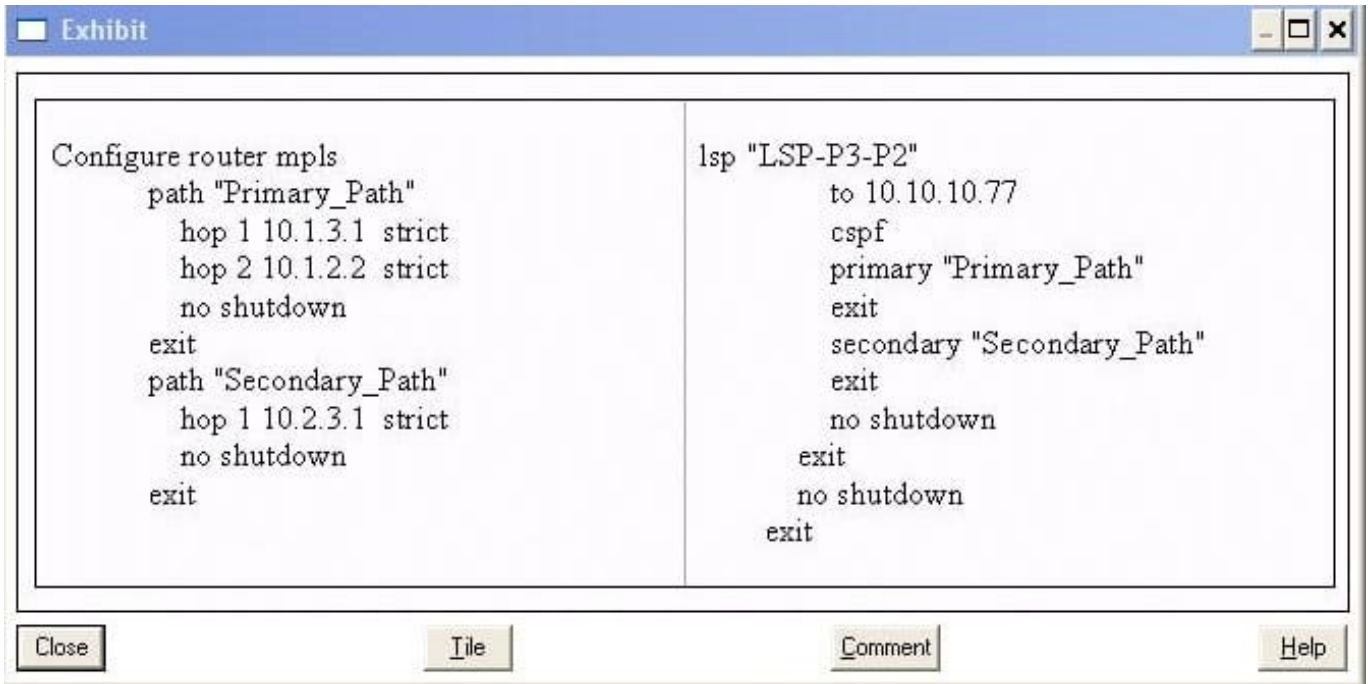 Exhibit
Configure router mpls
path "Primary_Path"
hop 1 10.1.3.1 strict
hop 2 10.1.2.2 strict
no shutdown
exit
path "Secondary_Path"
hop 1 10.2.3.1 strict
no shutdown
exit
lsp "LSP-P3-P2"
to 10.10.10.77
cspf
primary "Primary_Path"
exit
secondary "Secondary_Path"
exit
no shutdown
exit
no shutdown
exit
Close
Tile
Comment
Help